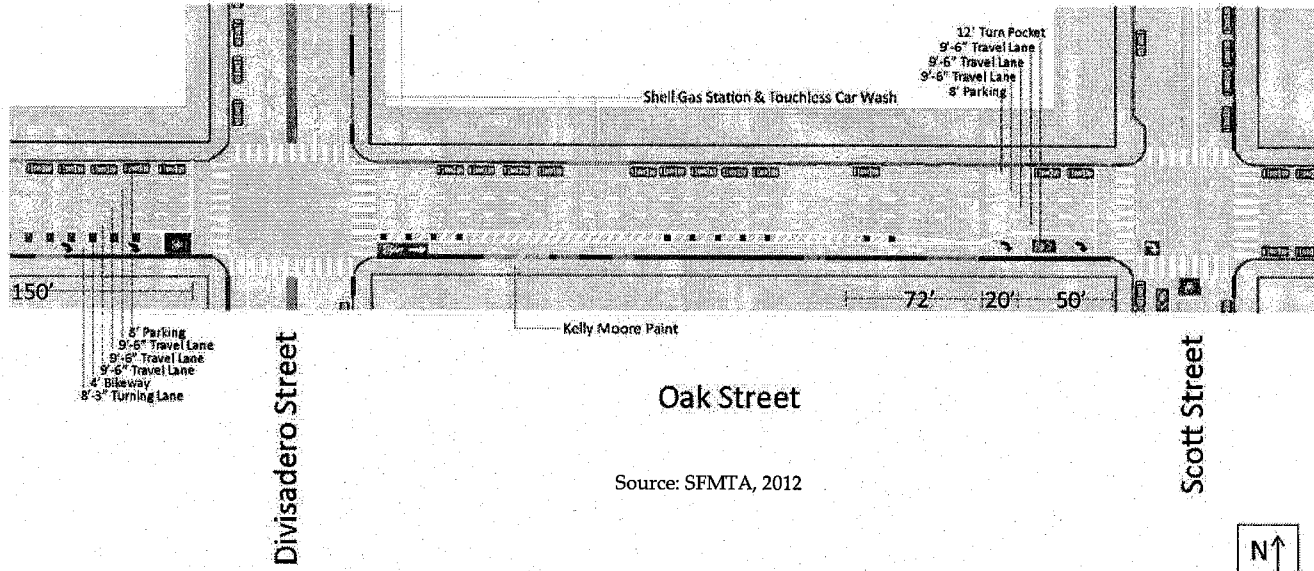 12' Turn Pocket
9'-6" Travel Lane
9'-6" Travel Lane
9'-6" Travel Lane
8' Parking
Shell Gas Station & Touchless Car Wash
150'
72'
20'
50'
8' Parking
9'-6" Travel Lane
9'-6" Travel Lane
9'-6" Travel Lane
4' Bikeway
8'-3" Turning Lane
Kelly Moore Paint
Divisadero Street
Oak Street
Scott Street
Source: SFMTA, 2012
N↑